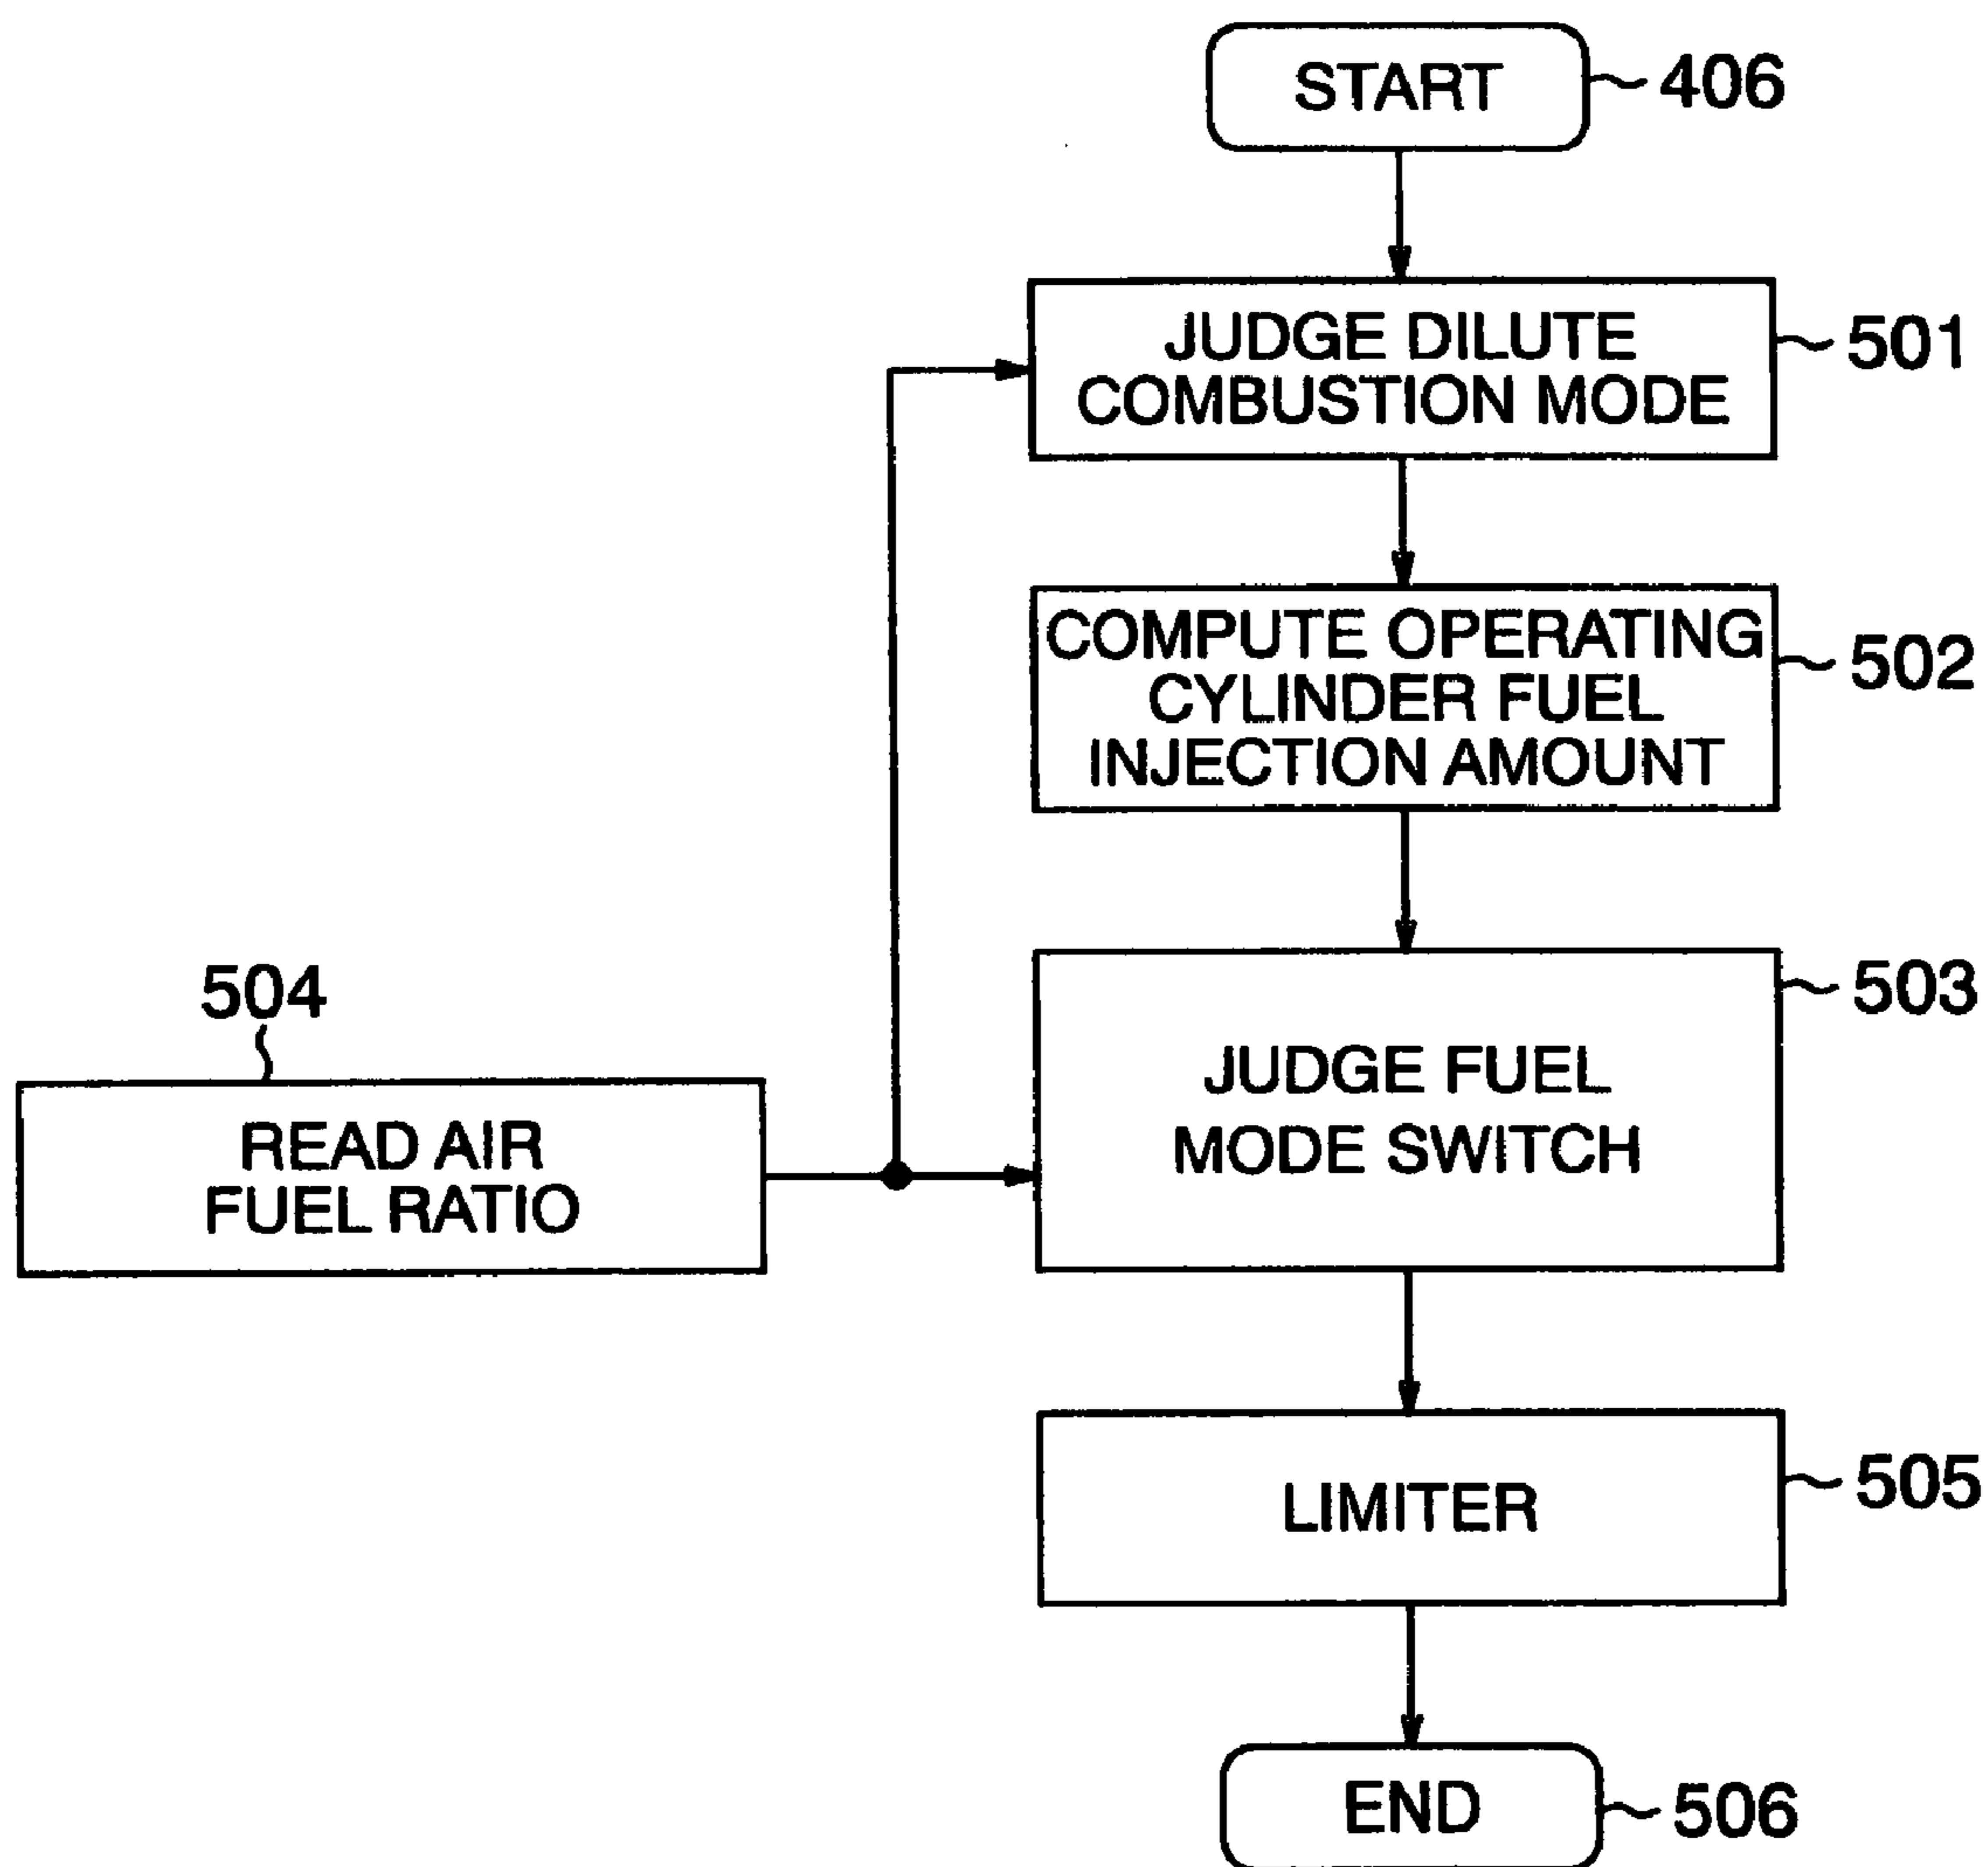 START
406
JUDGE DILUTE
COMBUSTION MODE
501
COMPUTE OPERATING
CYLINDER FUEL
INJECTION AMOUNT
502
503
JUDGE FUEL
MODE SWITCH
504
READ AIR
FUEL RATIO
LIMITER
505
END
506